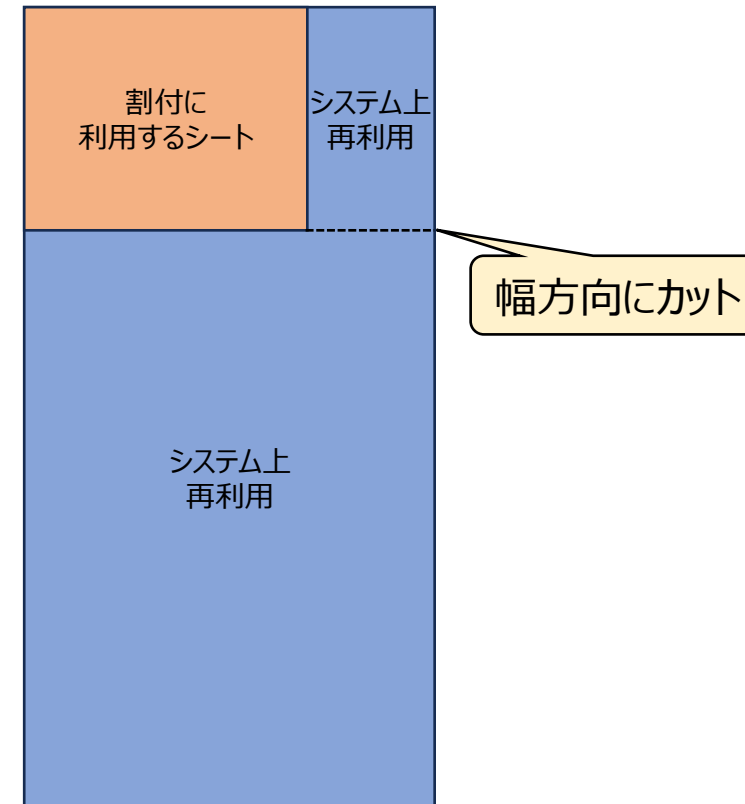 割付に
利用するシート
システム上
再利用
幅方向にカット
システム上
再利用